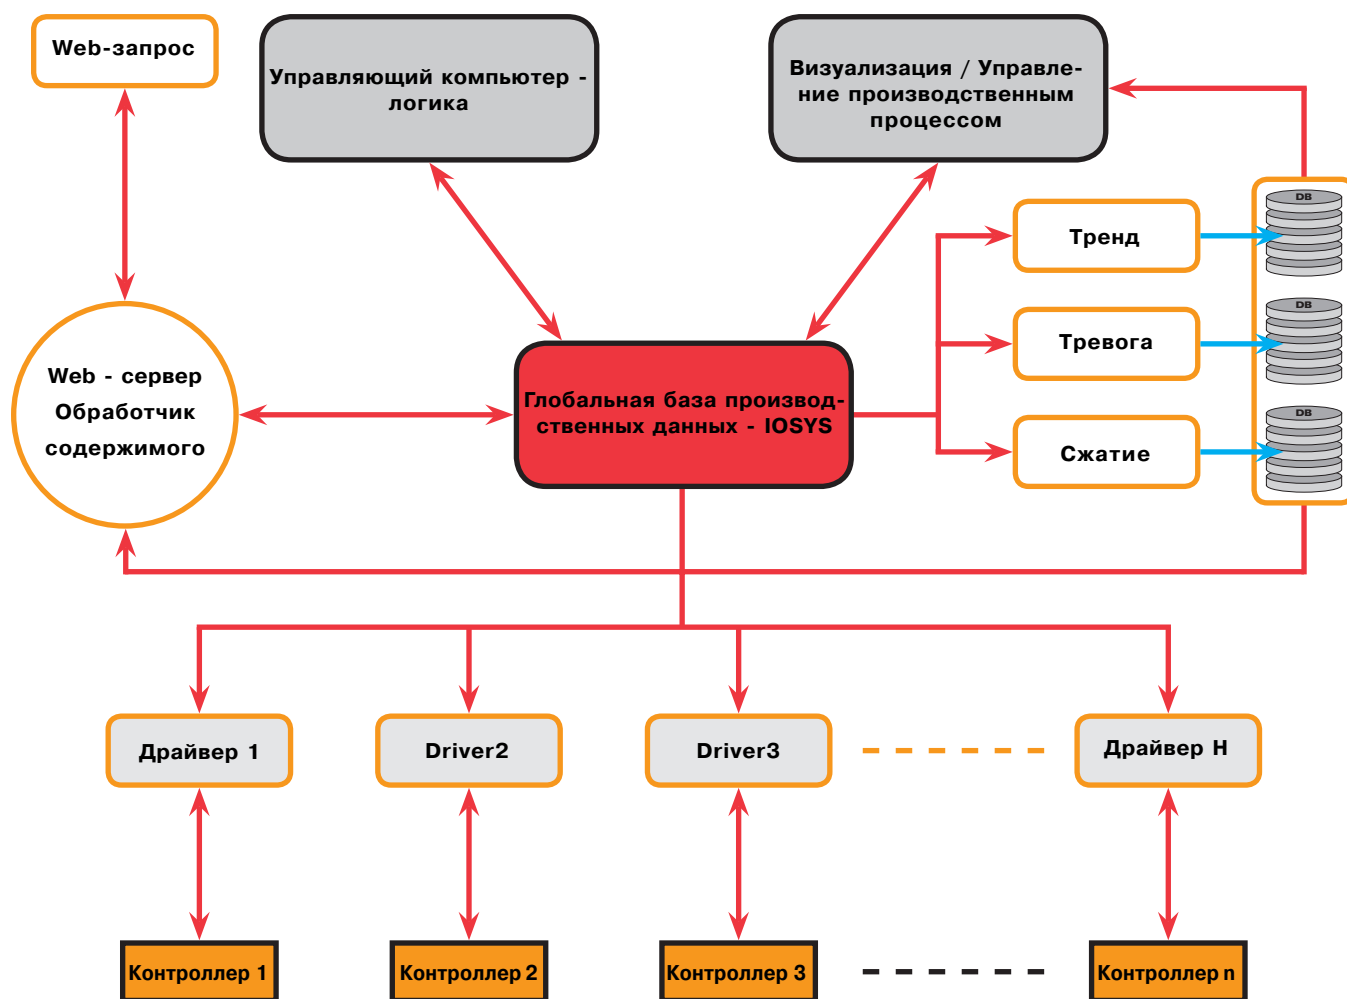 Web-запрос
Управляющий компьютер -
логика
Визуализация / Управле-
ние производственным
процессом
DB
Тренд
DB
Тревога
Web - сервер
Обработчик
содержимого
Глобальная база производ-
ственных данных - IOSYS
DB
Сжатие
Драйвер 1
Driver2
Driver3
Драйвер Н
Контроллер 1
Контроллер 2
Контроллер 3
Контроллер n